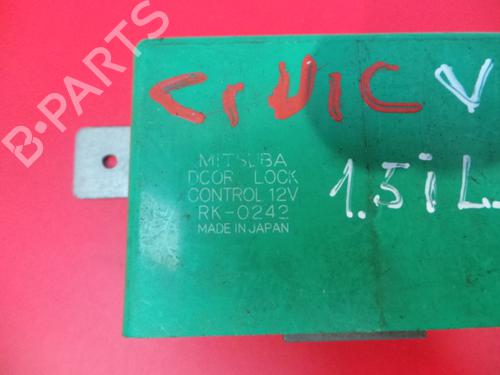 B-PARTS
CIVIC V
MITSUBA
DOOR LOCK
CONTROL 12V
RK-0242
MADE IN JAPAN
1.5i L